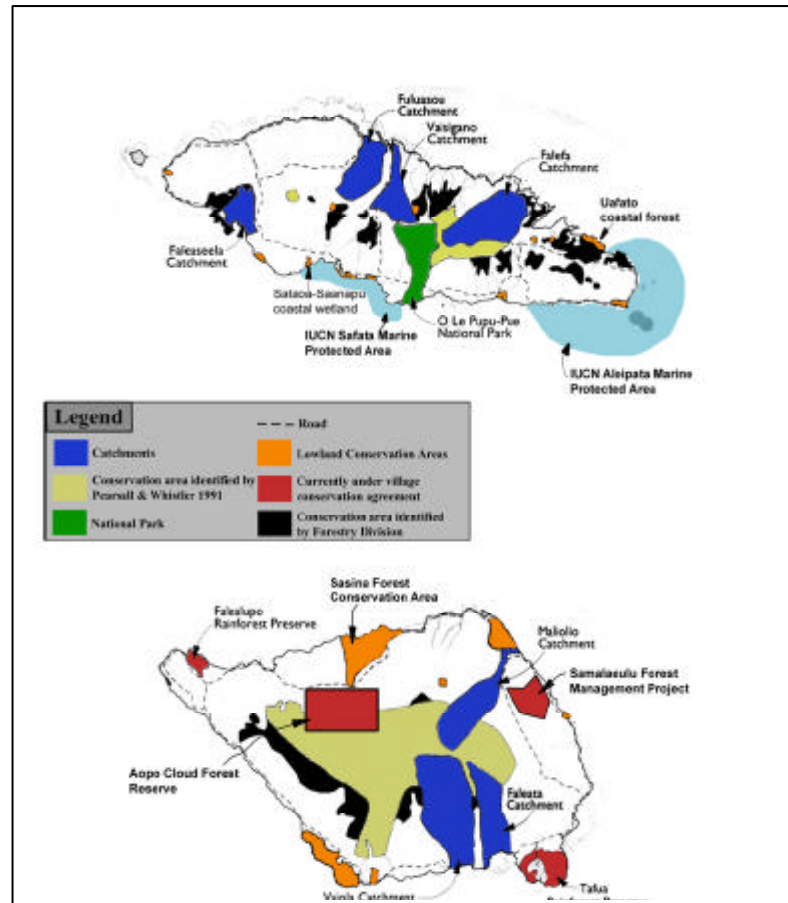 Fuluasou
Catchment
Vaisigano
Catchment
Falefa
Catchment
Uafato
coastal forest
Faleaseela
Catchment
Sataoa-Saanapu
coastal wetland
O Le Pupu-Pue
National Park
IUCN Safata Marine
Protected Area
IUCN Aleipata Marine
Protected Area
Legend
Road
Catchments
Lowland Conservation Areas
Conservation area identified by
Pearsall & Whistler 1991
Currently under village
conservation agreement
National Park
Conservation area identified
by Forestry Division
Sasina Forest
Conservation Area
Falealupo
Rainforest Preserve
Maliolio
Catchment
Samalaeulu Forest
Management Project
Aopo Cloud Forest
Reserve
Faleata
Catchment
Vaipla Catchment
Tafua
Rainforest Preserve